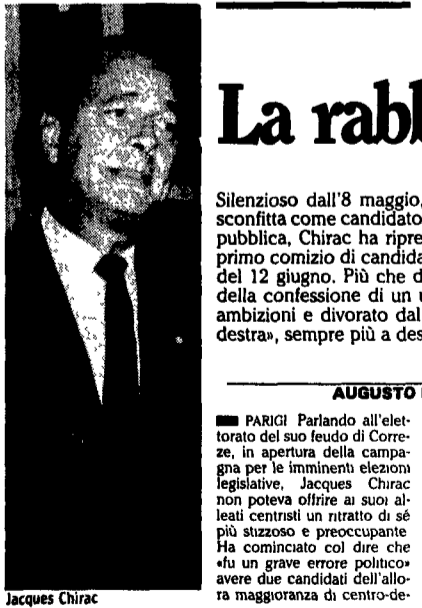 La rabb
Silenzioso dall'8 maggio,
sconfitta come candidato
pubblica, Chirac ha ripre
primo comizio di candida
del 12 giugno. Più che d
della confessione di un u
ambizioni e divorato dal
destra», sempre più a des
AUGUSTO
PARIGI Parlando all'elet-
torato del suo feudo di Corre-
ze, in apertura della campa-
gna per le imminenti elezioni
legislative, Jacques Chirac
non poteva offrire ai suoi al-
leati centristi un ritratto di sé
più stizzoso e preoccupante
Ha cominciato col dire che
«fu un grave errore politico»
avere due candidati dell'allo-
ra maggioranza di centro-de-
Jacques Chirac